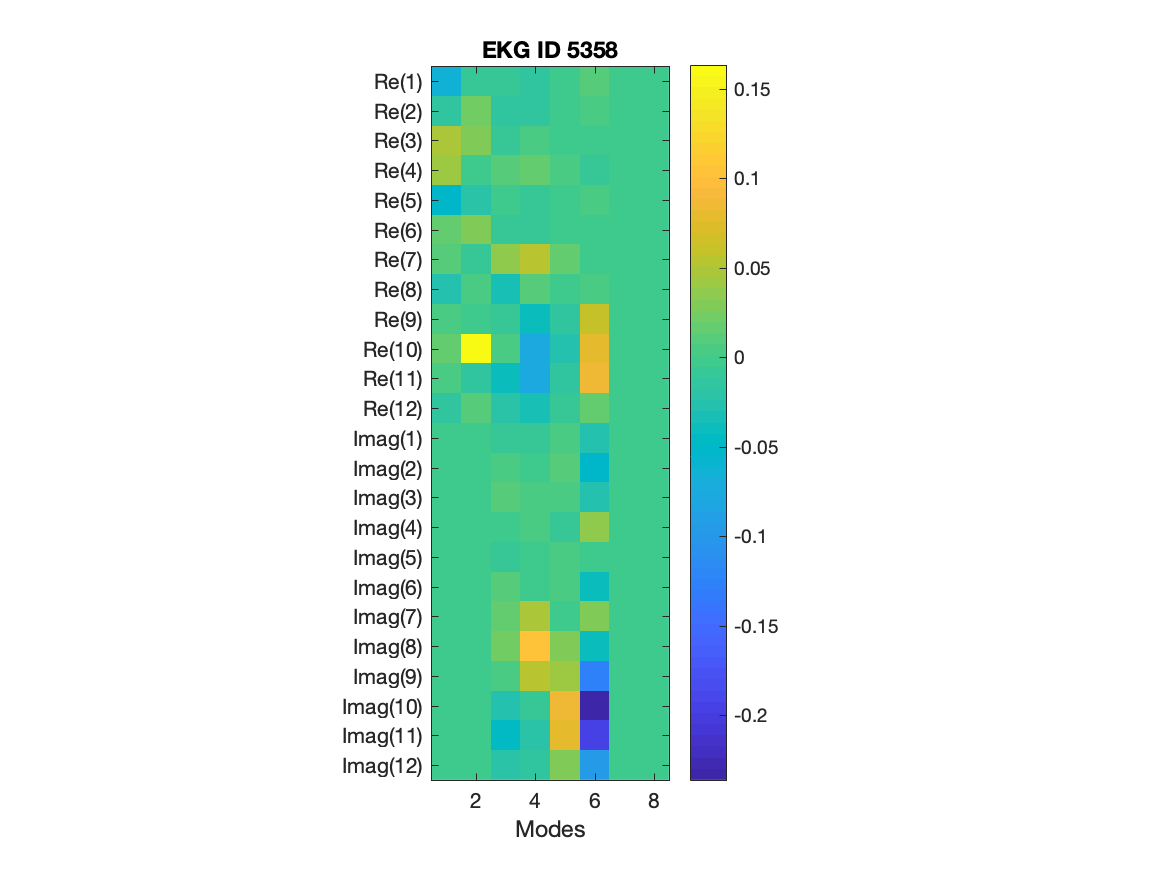 EKG ID 5358
Re(1)
Re(2)
Re(3)
Re(4)
Re(5)
Re(6)
Re(7)
Re(8)
Re(9)
Re(10)
Re(11)
Re(12)
Imag(1)
Imag(2)
Imag(3)
Imag(4)
Imag(5)
Imag(6)
Imag(7)
Imag(8)
Imag(9)
Imag(10)
Imag(11)
Imag(12)
2 4 6 8
Modes
0.15
0.1
0.05
0
-0.05
-0.1
-0.15
-0.2